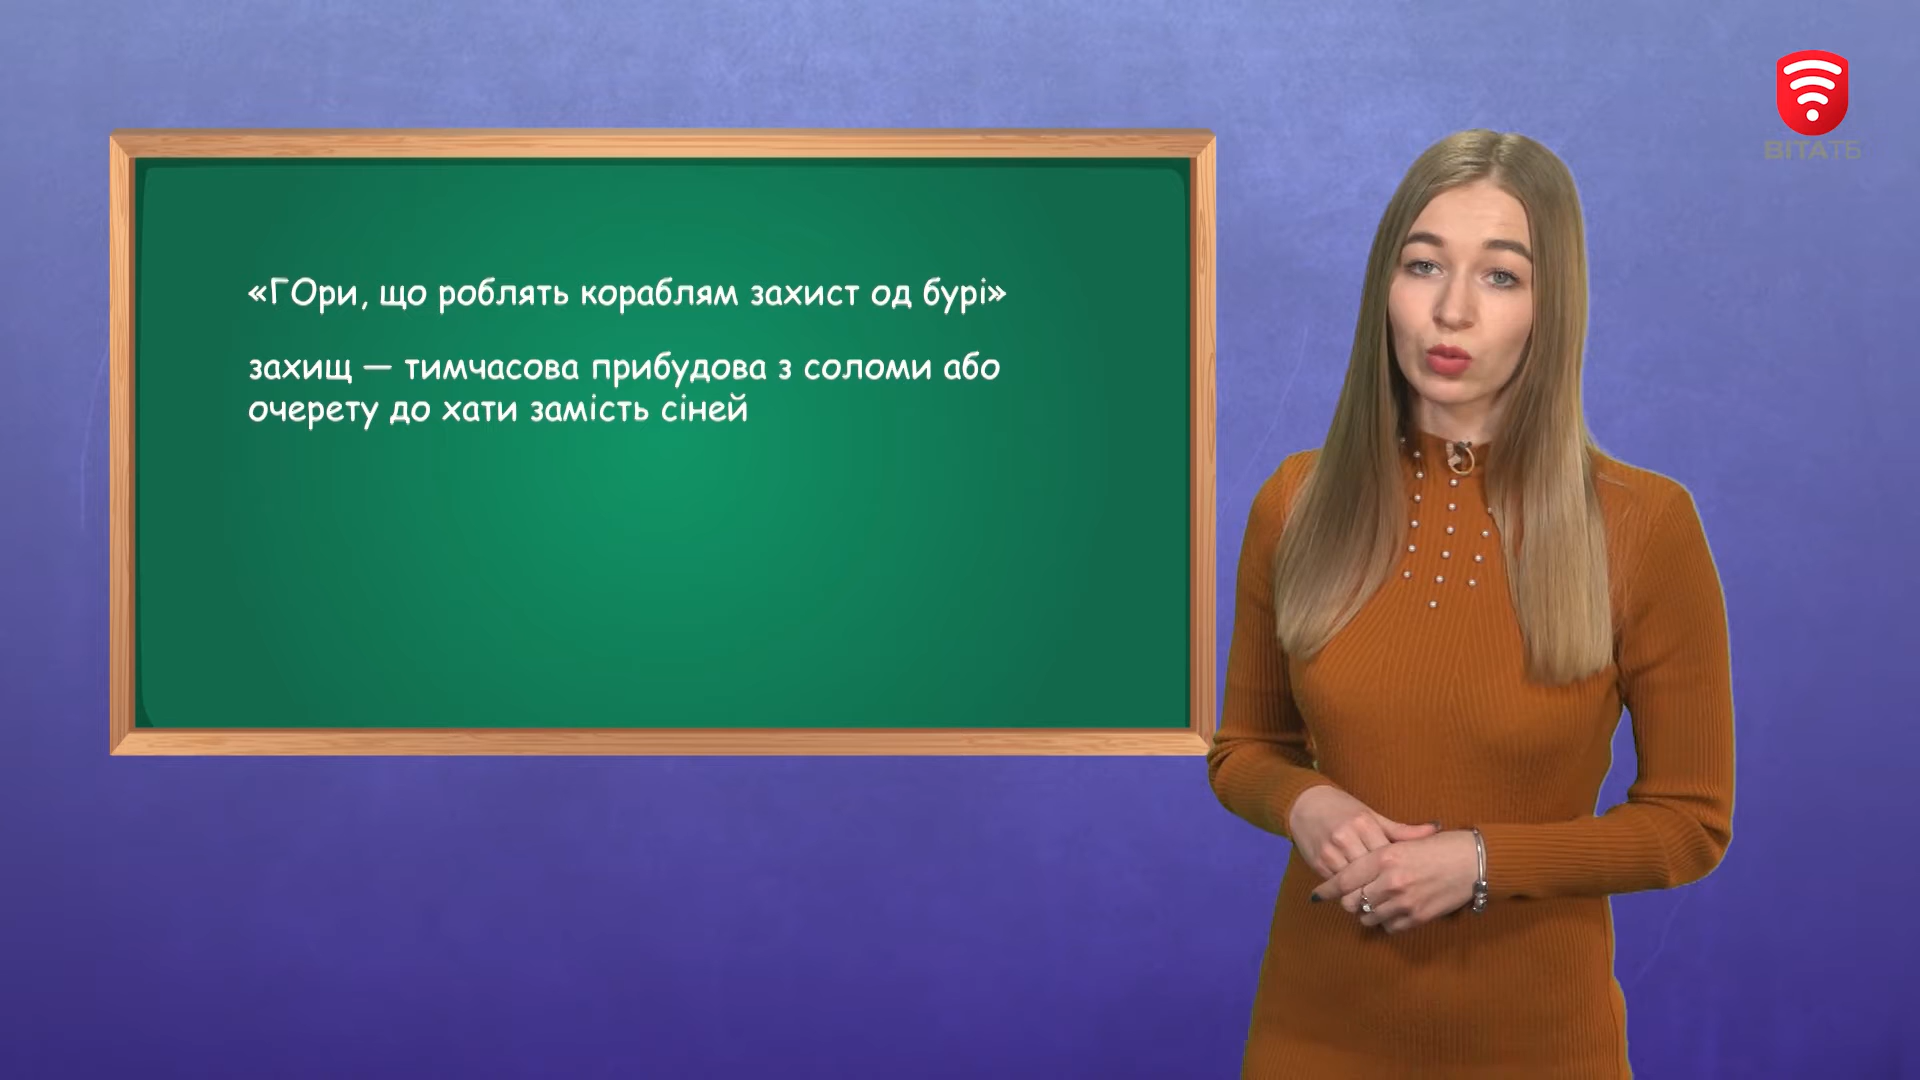 ВІТАТБ
«ГОри, що роблять кораблям захист од бурі»
захищ — тимчасова прибудова з соломи або
очерету до хати замість сіней